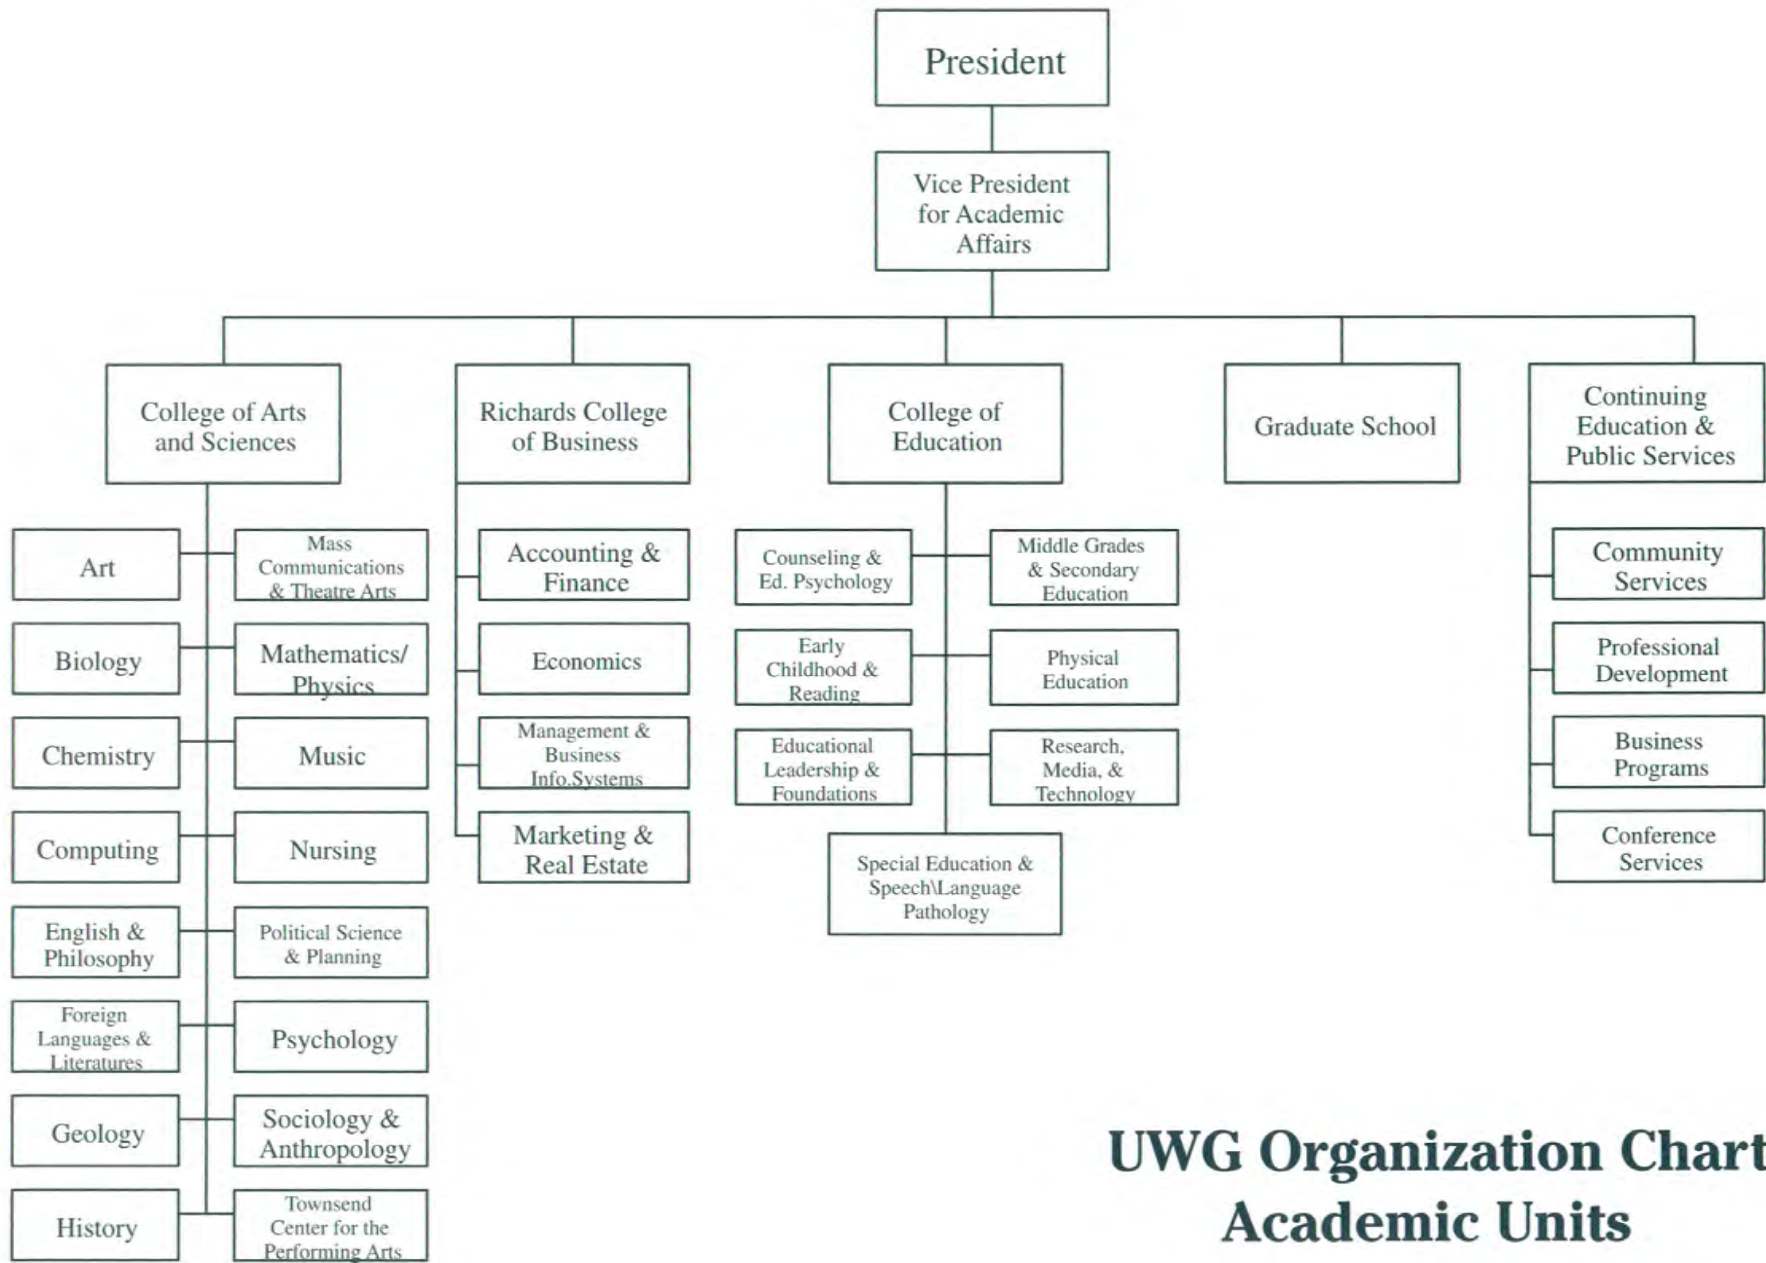 President
Vice President
for Academic
Affairs
College of Arts
and Sciences
Richards College
of Business
College of
Education
Graduate School
Continuing
Education &
Public Services
Art
Mass
Communications
& Theatre Arts
Biology
Mathematics/
Physics
Chemistry
Music
Computing
Nursing
English &
Philosophy
Political Science
& Planning
Foreign
Languages &
Literatures
Psychology
Geology
Sociology &
Anthropology
History
Townsend
Center for the
Performing Arts
Accounting &
Finance
Economics
Management &
Business
Info.Systems
Marketing &
Real Estate
Counseling &
Ed. Psychology
Middle Grades
& Secondary
Education
Early
Childhood &
Reading
Physical
Education
Educational
Leadership &
Foundations
Research,
Media, &
Technology
Special Education &
Speech\Language
Pathology
Community
Services
Professional
Development
Business
Programs
Conference
Services
UWG Organization Chart
Academic Units